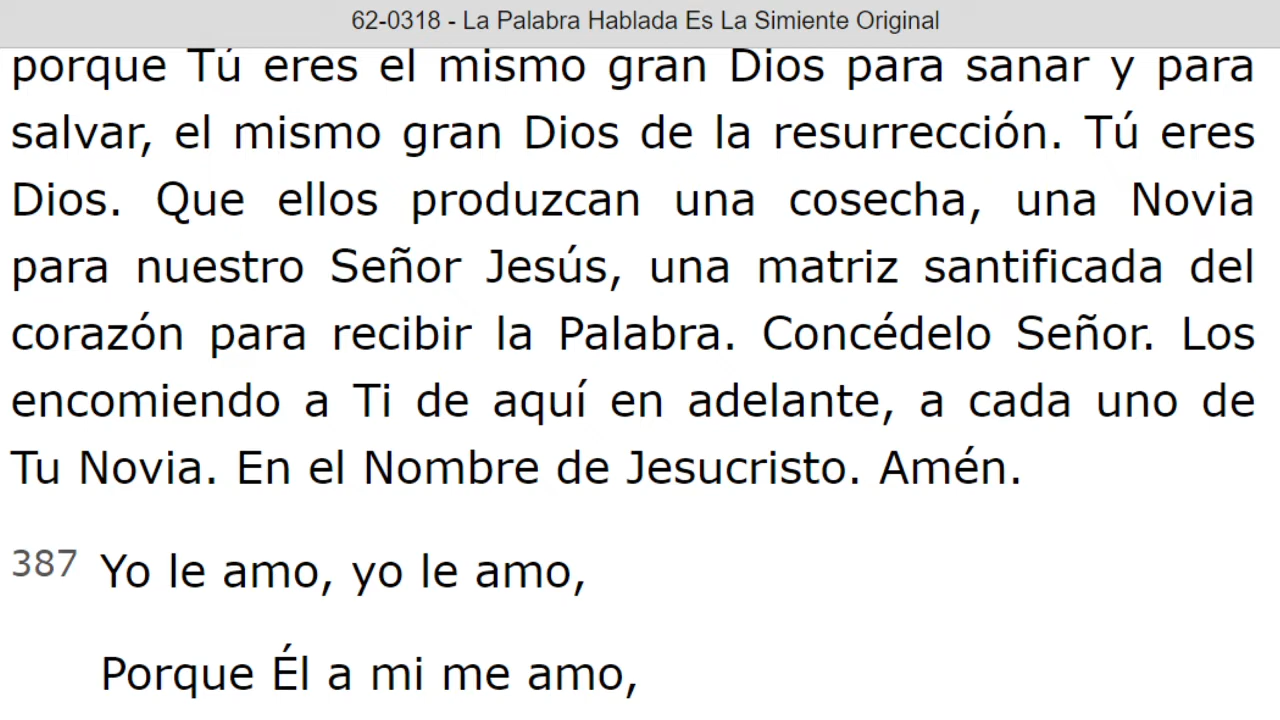 62-0318 - La Palabra Hablada Es La Simiente Original
porque Tú eres el mismo gran Dios para sanar y para
salvar, el mismo gran Dios de la resurrección. Tú eres
Dios. Que ellos produzcan una cosecha, una Novia
para nuestro Señor Jesús, una matriz santificada del
corazón para recibir la Palabra. Concédelo Señor. Los
encomiendo a Ti de aquí en adelante, a cada uno de
Tu Novia. En el Nombre de Jesucristo. Amén.
387 Yo le amo, yo le amo,
Porque Él a mi me amo,